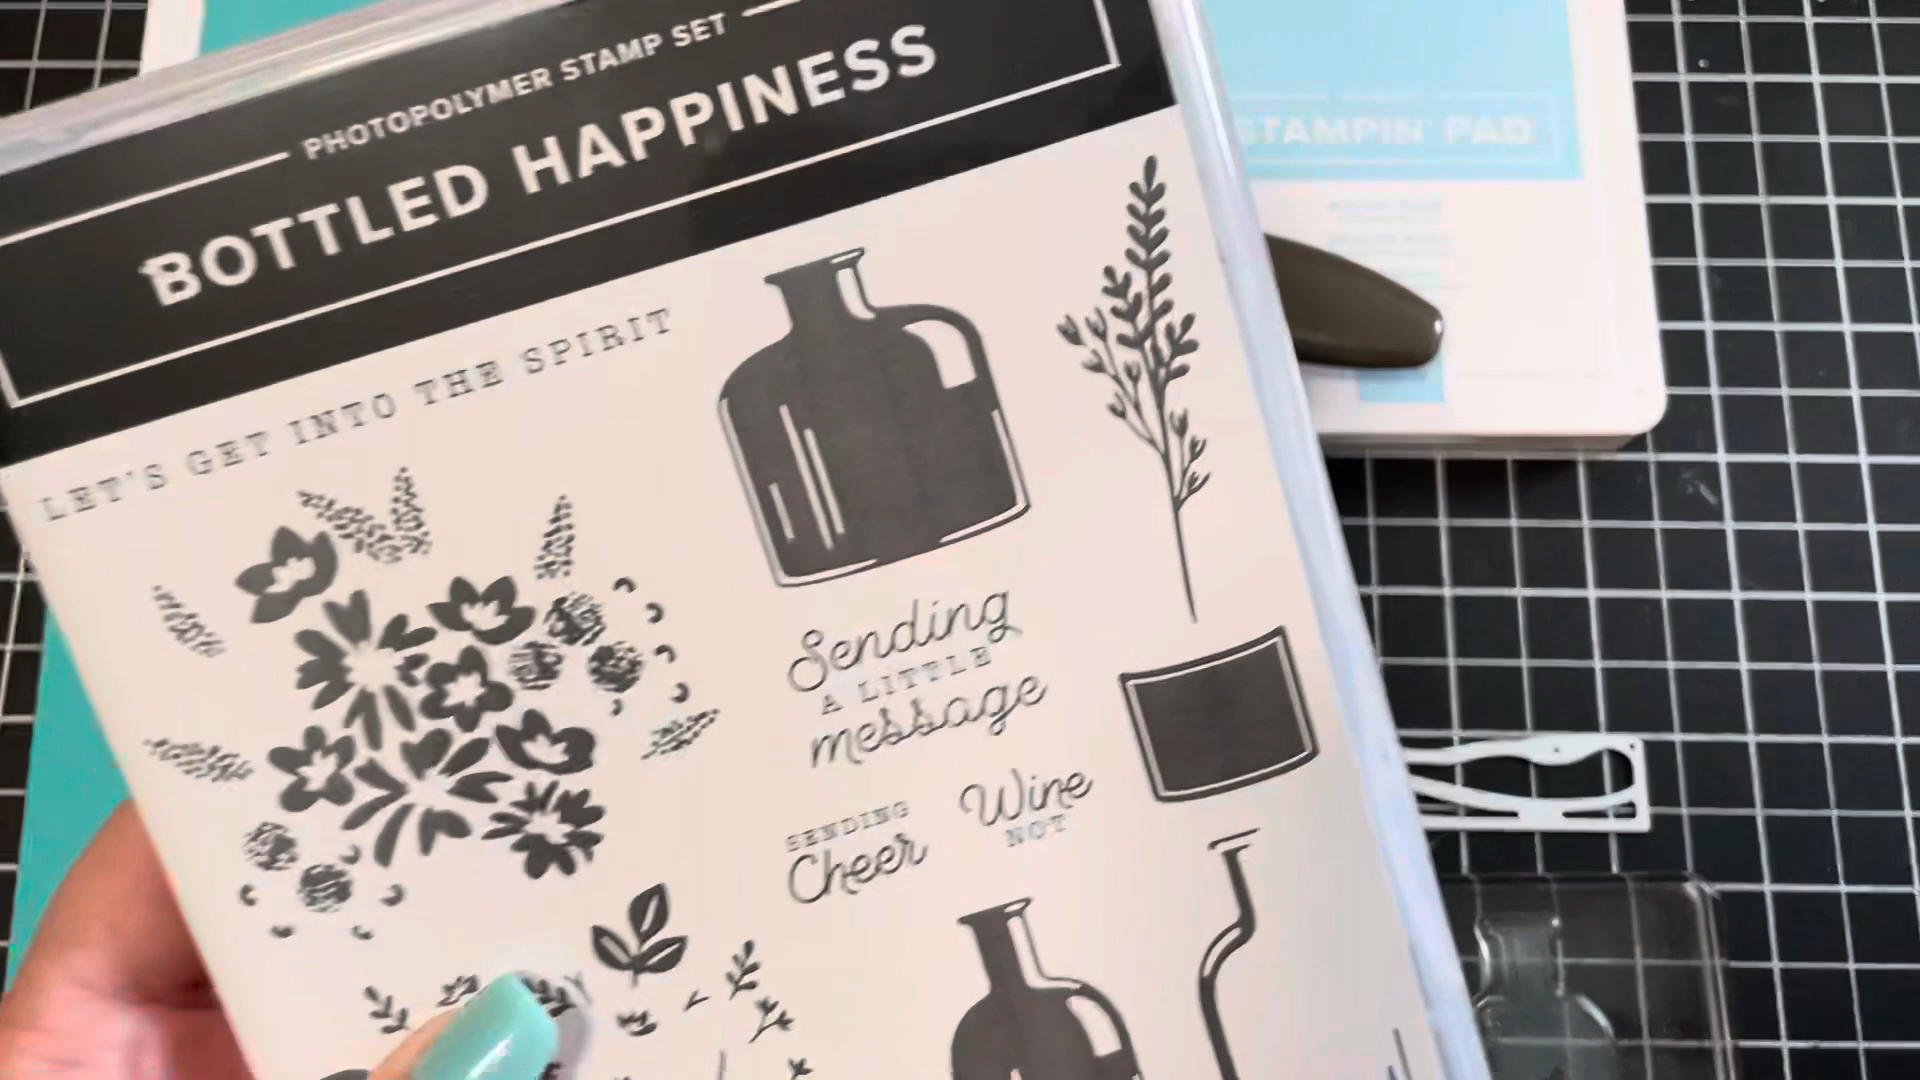 PHOTOPOLYMER STAMP SET
BOTTLED HAPPINESS
STAMPIN' PAD
LET'S GET INTO THE SPIRIT
Sending
A LITTLE
message
SENDING
Cheer
Wine
NOT